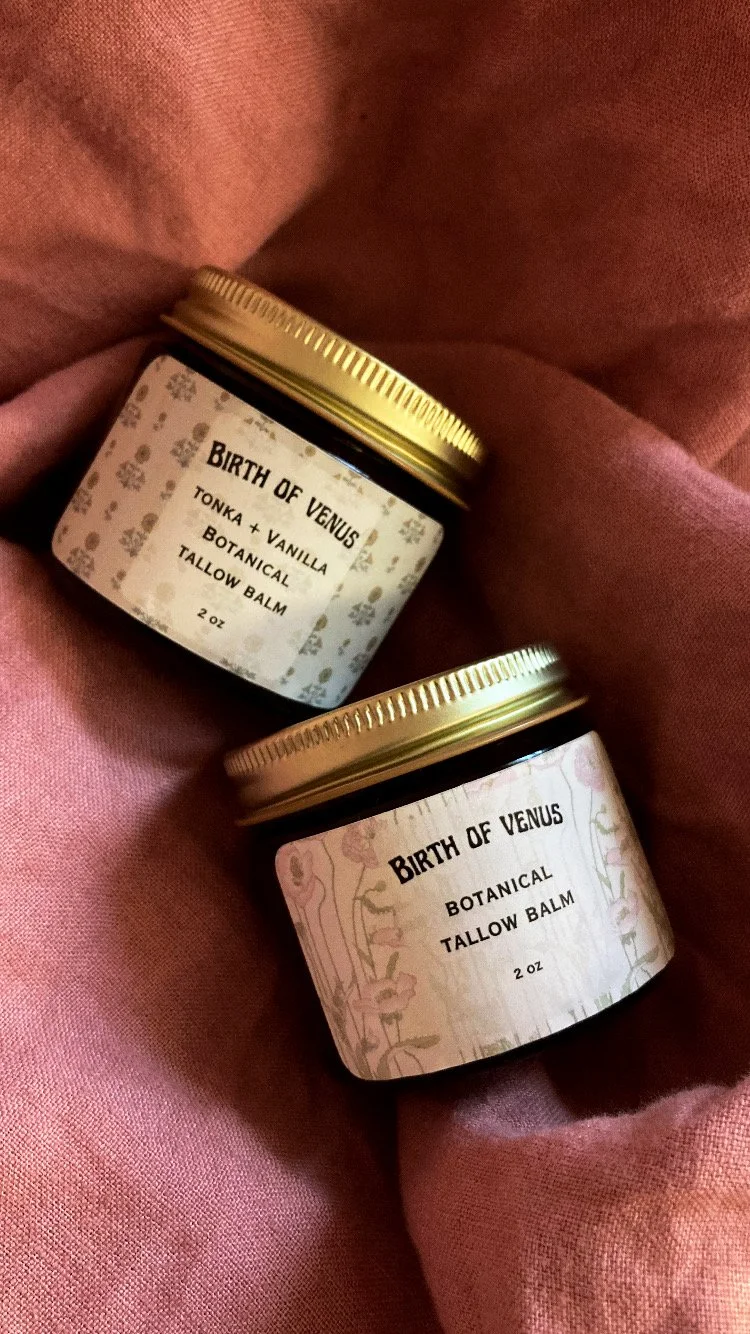 BIRTH OF VENUS
TONKA + VANILLA
BOTANICAL
TALLOW BALM
2 oz
BIRTH OF VENUS
BOTANICAL
TALLOW BALM
2 oz